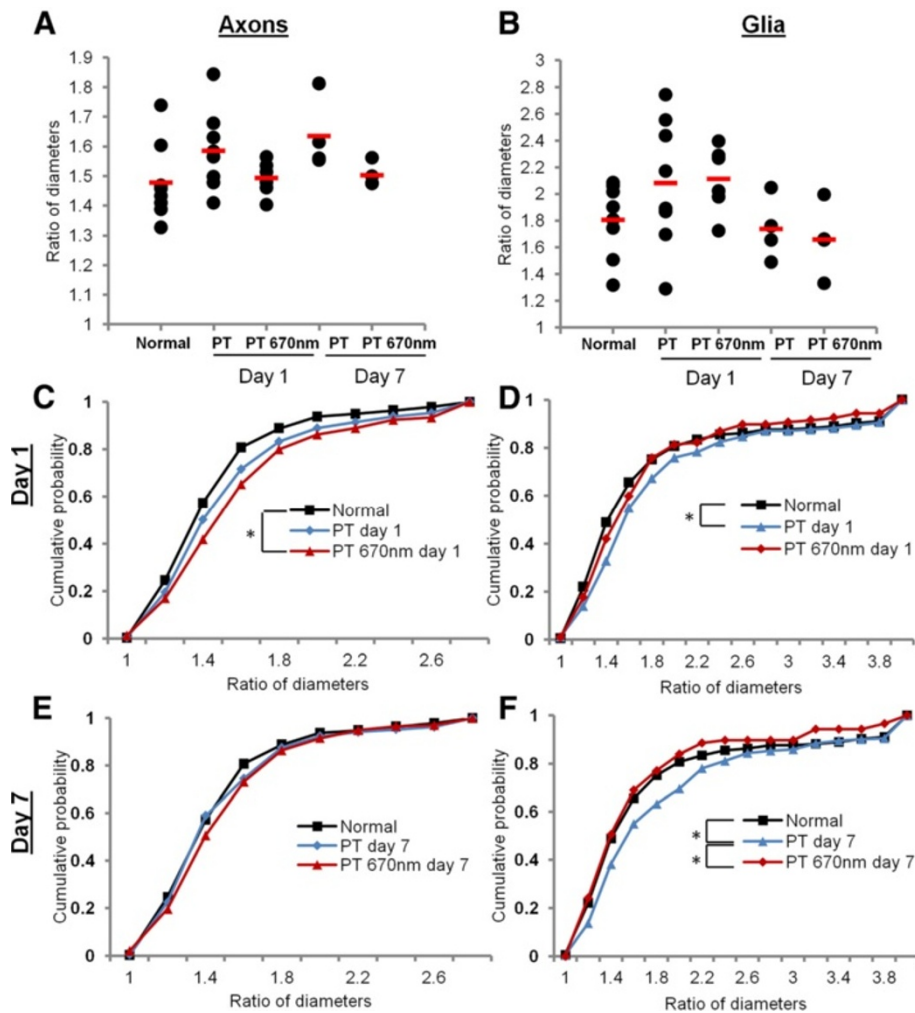 A
Axons
Ratio of diameters
1.9
1.8
1.7
1.6
1.5
1.4
1.3
1.2
1.1
1
Normal PT PT 670nm PT PT 670nm
Day 1 Day 7
B
Glia
Ratio of diameters
3
2.8
2.6
2.4
2.2
2
1.8
1.6
1.4
1.2
1
Normal PT PT 670nm PT PT 670nm
Day 1 Day 7
Day 1
C
Cumulative probability
1
0.8
0.6
0.4
0.2
0
Normal
* PT day 1
PT 670nm day 1
1 1.4 1.8 2.2 2.6
Ratio of diameters
D
Cumulative probability
1
0.8
0.6
0.4
0.2
0
Normal
* PT day 1
PT 670nm day 1
1 1.4 1.8 2.2 2.6 3 3.4 3.8
Ratio of diameters
Day 7
E
Cumulative probability
1
0.8
0.6
0.4
0.2
0
Normal
PT day 7
PT 670nm day 7
1 1.4 1.8 2.2 2.6
Ratio of diameters
F
Cumulative probability
1
0.8
0.6
0.4
0.2
0
Normal
* PT day 7
* PT 670nm day 7
1 1.4 1.8 2.2 2.6 3 3.4 3.8
Ratio of diameters